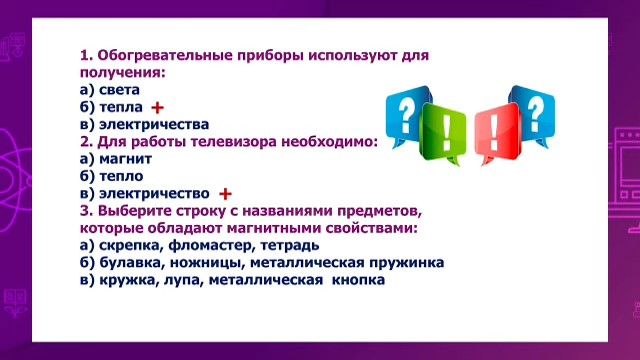 1. Обогревательные приборы используют для
получения:
а) света
б) тепла +
в) электричества
2. Для работы телевизора необходимо:
а) магнит
б) тепло
в) электричество +
3. Выберите строку с названиями предметов,
которые обладают магнитными свойствами:
а) скрепка, фломастер, тетрадь
б) булавка, ножницы, металлическая пружинка
в) кружка, лупа, металлическая кнопка
? ! ! ?